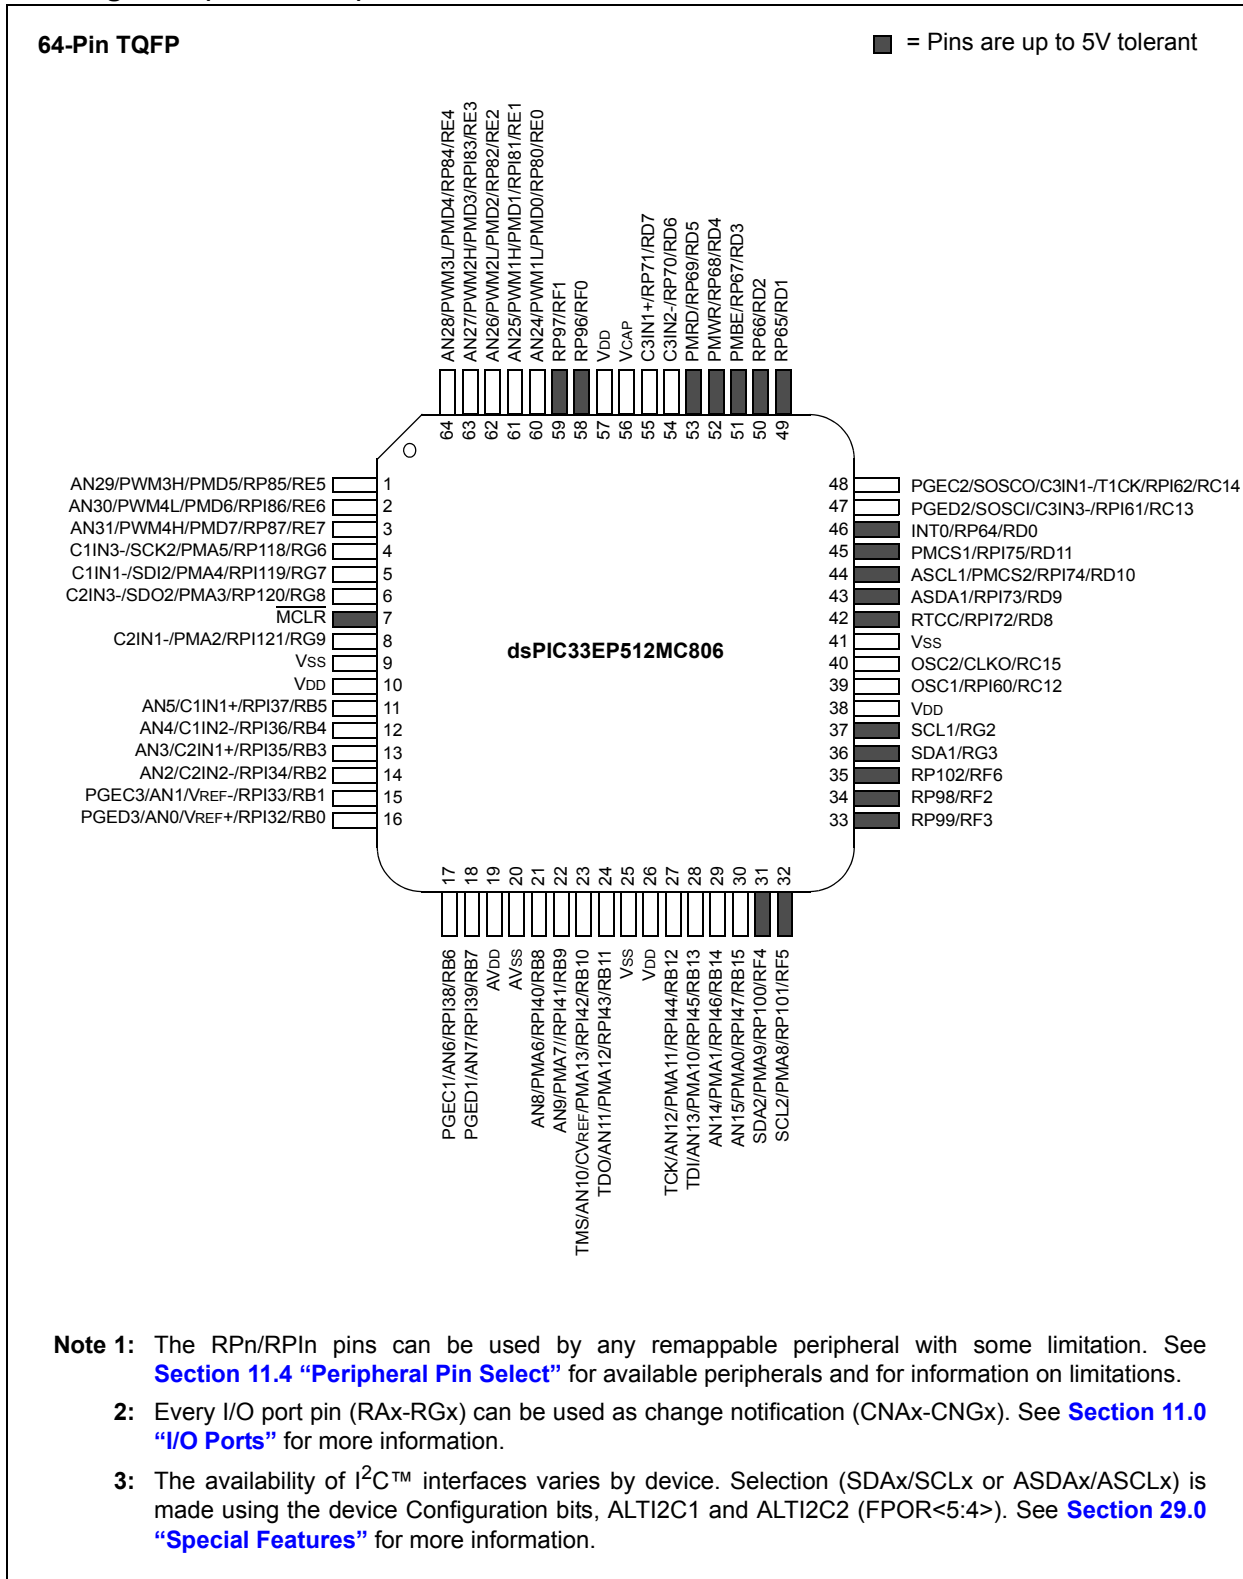 64-Pin TQFP
= Pins are up to 5V tolerant
AN28/PWM3L/PMD4/RP84/RE4
AN27/PWM2H/PMD3/RPI83/RE3
AN26/PWM2L/PMD2/RP82/RE2
AN25/PWM1H/PMD1/RPI81/RE1
AN24/PWM1L/PMD0/RP80/RE0
RP97/RF1
RP96/RF0
VDD
VCAP
C3IN1+/RP71/RD7
C3IN2-/RP70/RD6
PMRD/RP69/RD5
PMWR/RP68/RD4
PMBE/RP67/RD3
RP66/RD2
RP65/RD1
64 63 62 61 60 59 58 57 56 55 54 53 52 51 50 49
AN29/PWM3H/PMD5/RP85/RE5 1
AN30/PWM4L/PMD6/RPI86/RE6 2
AN31/PWM4H/PMD7/RP87/RE7 3
C1IN3-/SCK2/PMA5/RP118/RG6 4
C1IN1-/SDI2/PMA4/RPI119/RG7 5
C2IN3-/SDO2/PMA3/RP120/RG8 6
MCLR 7
C2IN1-/PMA2/RPI121/RG9 8
VSS 9
VDD 10
AN5/C1IN1+/RPI37/RB5 11
AN4/C1IN2-/RPI36/RB4 12
AN3/C2IN1+/RPI35/RB3 13
AN2/C2IN2-/RPI34/RB2 14
PGEC3/AN1/VREF-/RPI33/RB1 15
PGED3/AN0/VREF+/RPI32/RB0 16
dsPIC33EP512MC806
48 PGEC2/SOSCO/C3IN1-/T1CK/RPI62/RC14
47 PGED2/SOSCI/C3IN3-/RPI61/RC13
46 INT0/RP64/RD0
45 PMCS1/RPI75/RD11
44 ASCL1/PMCS2/RPI74/RD10
43 ASDA1/RPI73/RD9
42 RTCC/RPI72/RD8
41 VSS
40 OSC2/CLKO/RC15
39 OSC1/RPI60/RC12
38 VDD
37 SCL1/RG2
36 SDA1/RG3
35 RP102/RF6
34 RP98/RF2
33 RP99/RF3
17 18 19 20 21 22 23 24 25 26 27 28 29 30 31 32
PGEC1/AN6/RPI38/RB6
PGED1/AN7/RPI39/RB7
AVDD
AVSS
AN8/PMA6/RPI40/RB8
AN9/PMA7//RPI41/RB9
TMS/AN10/CVREF/PMA13/RPI42/RB10
TDO/AN11/PMA12/RPI43/RB11
VSS
VDD
TCK/AN12/PMA11/RPI44/RB12
TDI/AN13/PMA10/RPI45/RB13
AN14/PMA1/RPI46/RB14
AN15/PMA0/RPI47/RB15
SDA2/PMA9/RP100/RF4
SCL2/PMA8/RP101/RF5
Note 1: The RPn/RPIn pins can be used by any remappable peripheral with some limitation. See
Section 11.4 “Peripheral Pin Select” for available peripherals and for information on limitations.
2: Every I/O port pin (RAx-RGx) can be used as change notification (CNAx-CNGx). See Section 11.0
“I/O Ports” for more information.
3: The availability of I2C™ interfaces varies by device. Selection (SDAx/SCLx or ASDAx/ASCLx) is
made using the device Configuration bits, ALTI2C1 and ALTI2C2 (FPOR<5:4>). See Section 29.0
“Special Features” for more information.